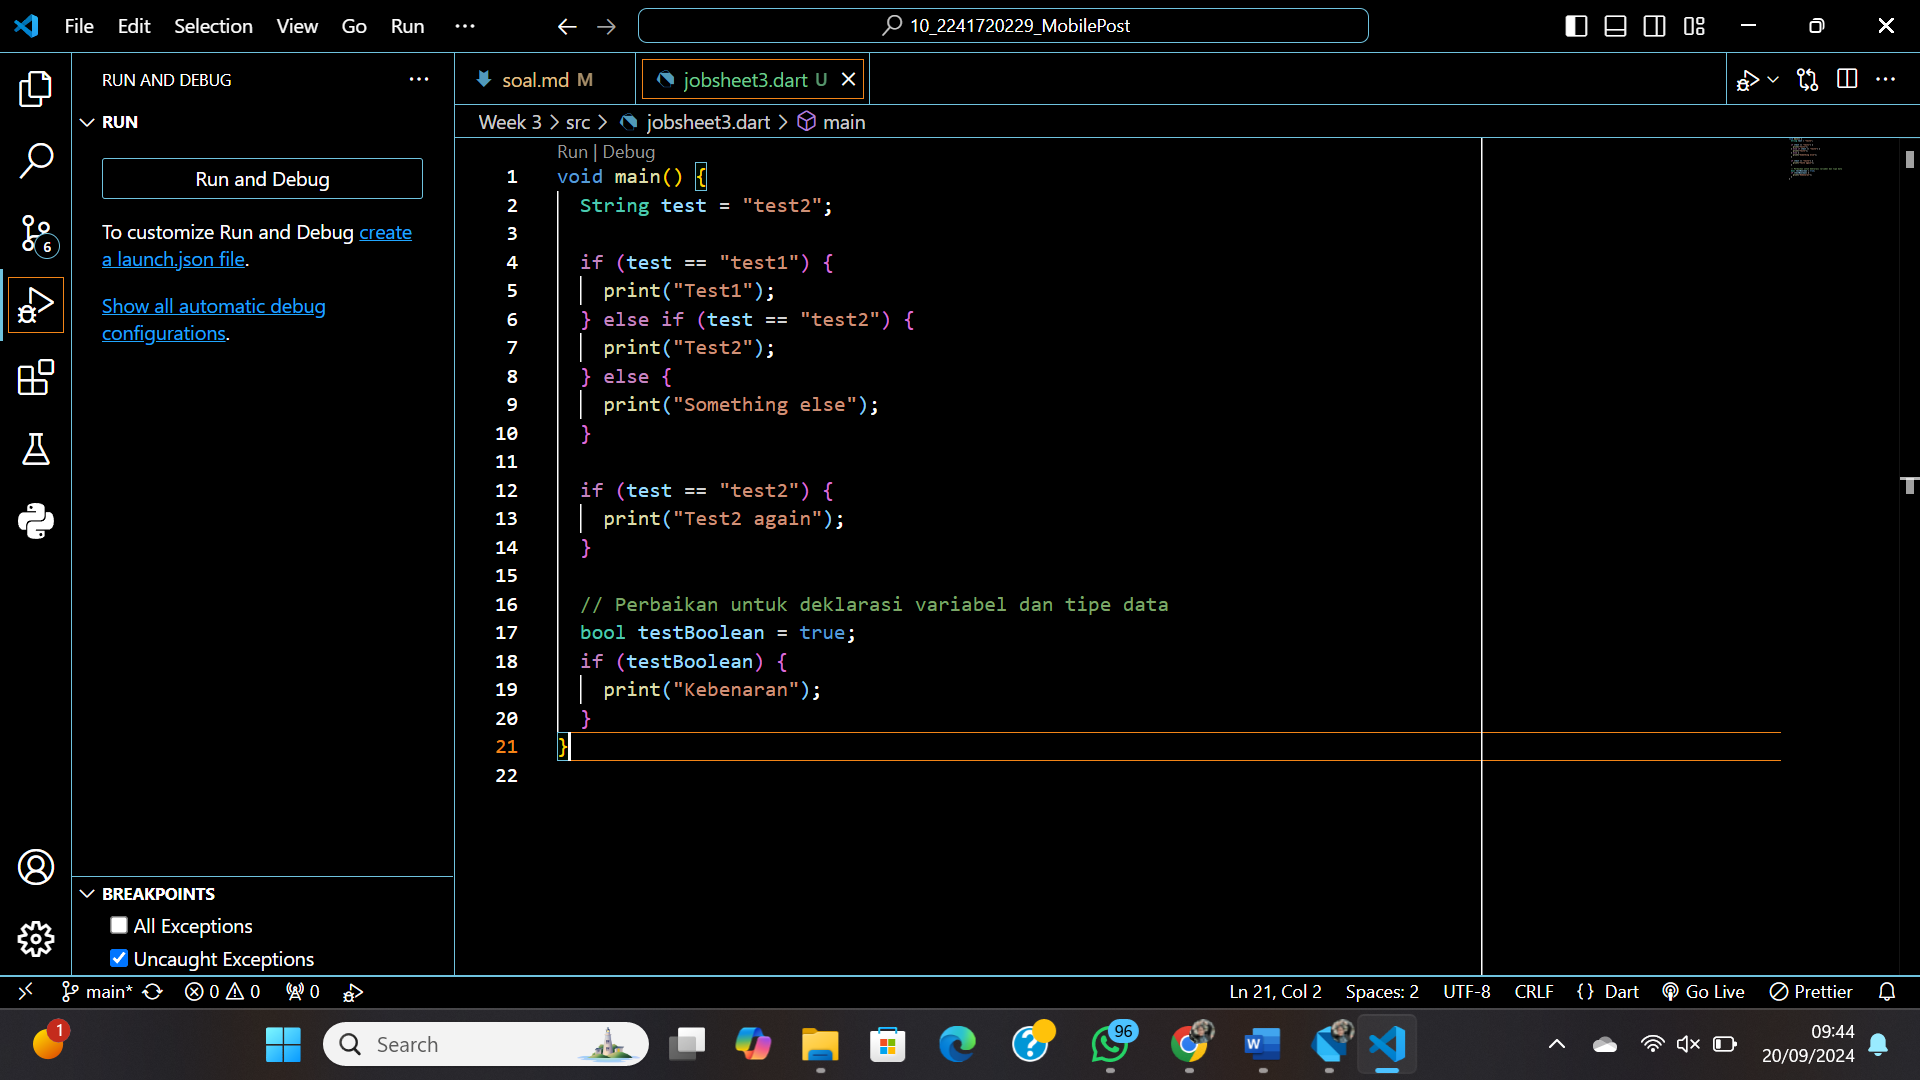 File Edit Selection View Go Run ...
10_2241720229_MobilePost
RUN AND DEBUG ...
RUN
Run and Debug
To customize Run and Debug create
a launch.json file.
Show all automatic debug
configurations.
BREAKPOINTS
All Exceptions
Uncaught Exceptions
soal.md M
jobsheet3.dart U
Week 3 > src > jobsheet3.dart > main
Run | Debug
1 void main() {
2 String test = "test2";
3
4 if (test == "test1") {
5 print("Test1");
6 } else if (test == "test2") {
7 print("Test2");
8 } else {
9 print("Something else");
10 }
11
12 if (test == "test2") {
13 print("Test2 again");
14 }
15
16 // Perbaikan untuk deklarasi variabel dan tipe data
17 bool testBoolean = true;
18 if (testBoolean) {
19 print("Kebenaran");
20 }
21 }
22
6
main* 0 0 0
Ln 21, Col 2 Spaces: 2 UTF-8 CRLF {} Dart Go Live Prettier
1
Search
96
09:44
20/09/2024